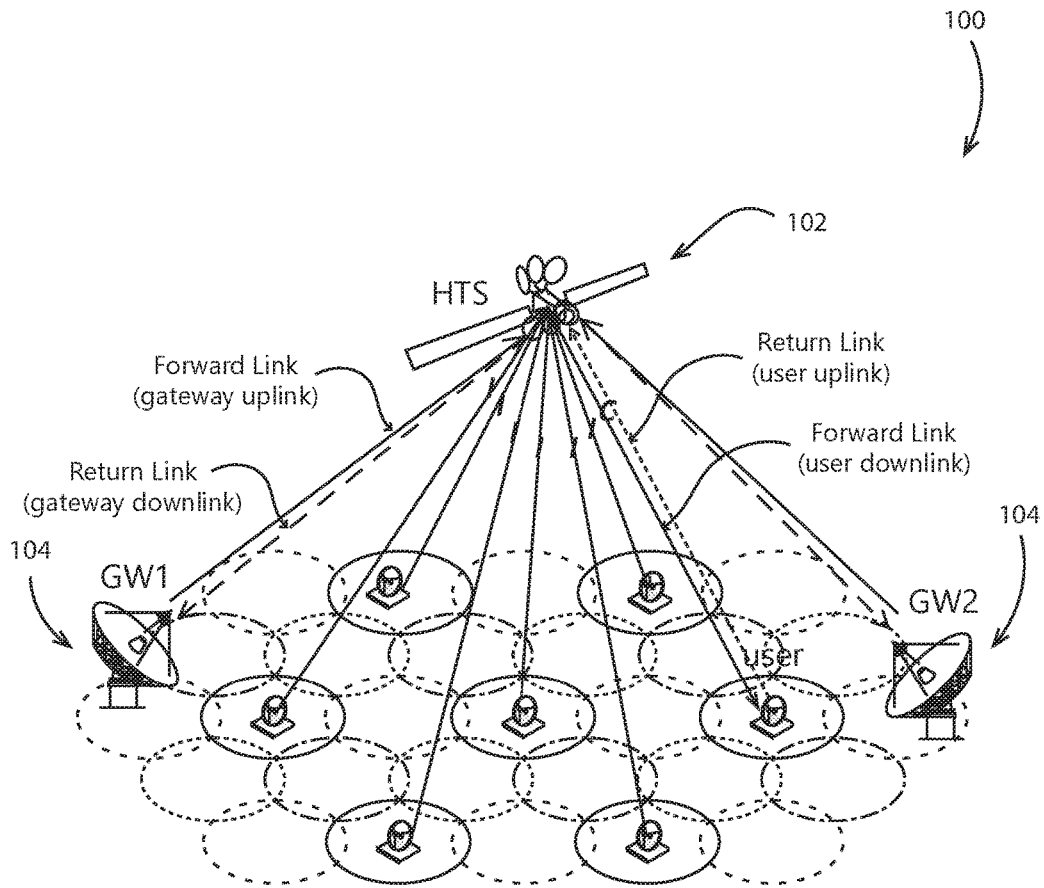 100
102
HTS
Forward Link
(gateway uplink)
Return Link
(user uplink)
Return Link
(gateway downlink)
Forward Link
(user downlink)
104
GW1
104
GW2
user